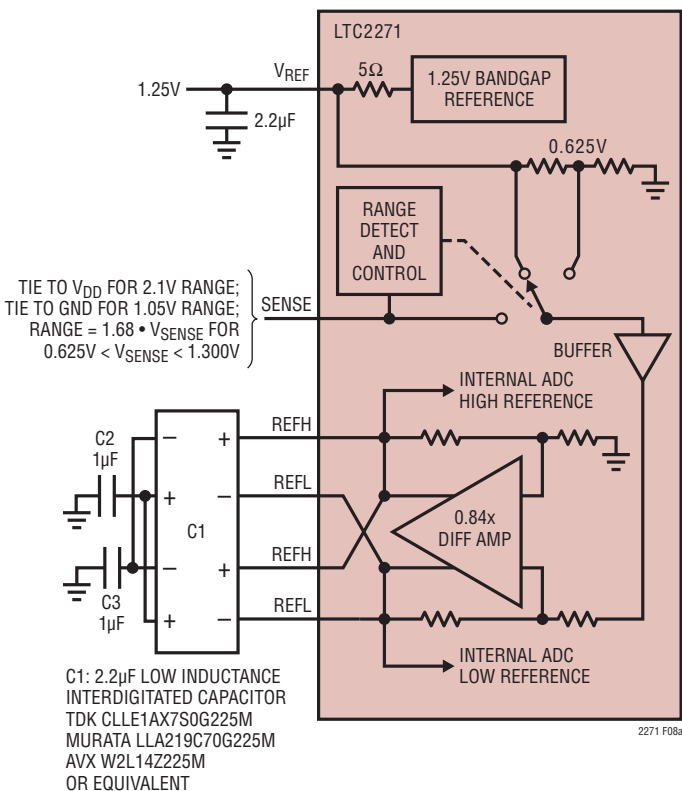 LTC2271
VREF
5Ω
1.25V
1.25V BANDGAP
REFERENCE
2.2µF
0.625V
RANGE
DETECT
AND
CONTROL
TIE TO VDD FOR 2.1V RANGE;
TIE TO GND FOR 1.05V RANGE;
RANGE = 1.68 • VSENSE FOR
0.625V < VSENSE < 1.300V
SENSE
BUFFER
INTERNAL ADC
HIGH REFERENCE
C2
1µF
–
+
REFH
+
–
REFL
C1
0.84x
DIFF AMP
–
+
REFH
C3
1µF
+
–
REFL
INTERNAL ADC
LOW REFERENCE
C1: 2.2µF LOW INDUCTANCE
INTERDIGITATED CAPACITOR
TDK CLLE1AX7S0G225M
MURATA LLA219C70G225M
AVX W2L14Z225M
OR EQUIVALENT
2271 F08a